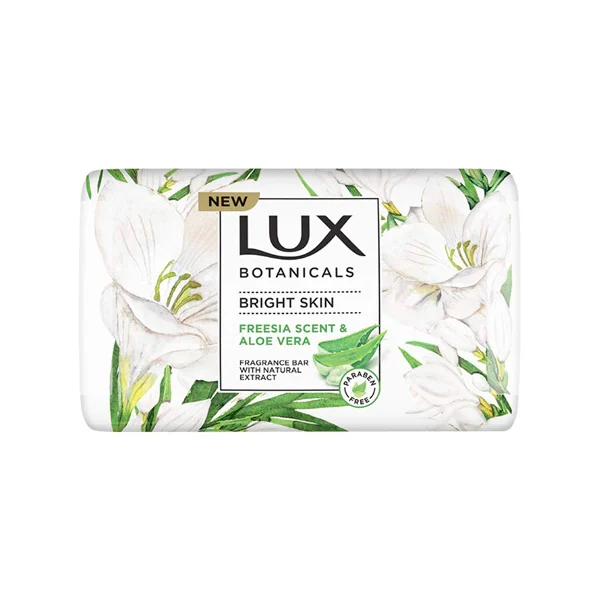 NEW
LUX
BOTANICALS
BRIGHT SKIN
FREESIA SCENT &
ALOE VERA
FRAGRANCE BAR
WITH NATURAL
EXTRACT
PARABEN
FREE